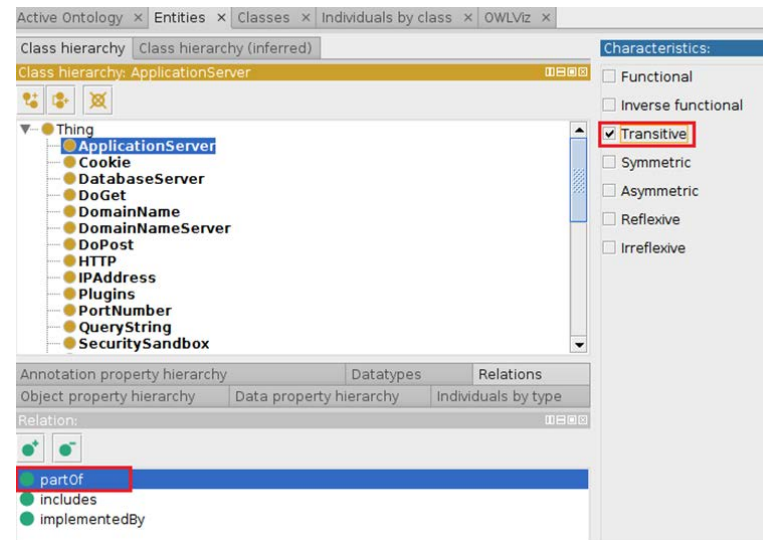 Active Ontology × Entities × Classes × Individuals by class × OWLViz ×
Class hierarchy Class hierarchy (inferred)
Class hierarchy: ApplicationServer
Thing
ApplicationServer
Cookie
DatabaseServer
DoGet
DomainName
DomainNameServer
DoPost
HTTP
IPAddress
Plugins
PortNumber
QueryString
SecuritySandbox
Annotation property hierarchy Datatypes Relations
Object property hierarchy Data property hierarchy Individuals by type
Relation:
partOf
includes
implementedBy
Characteristics:
Functional
Inverse functional
Transitive
Symmetric
Asymmetric
Reflexive
Irreflexive